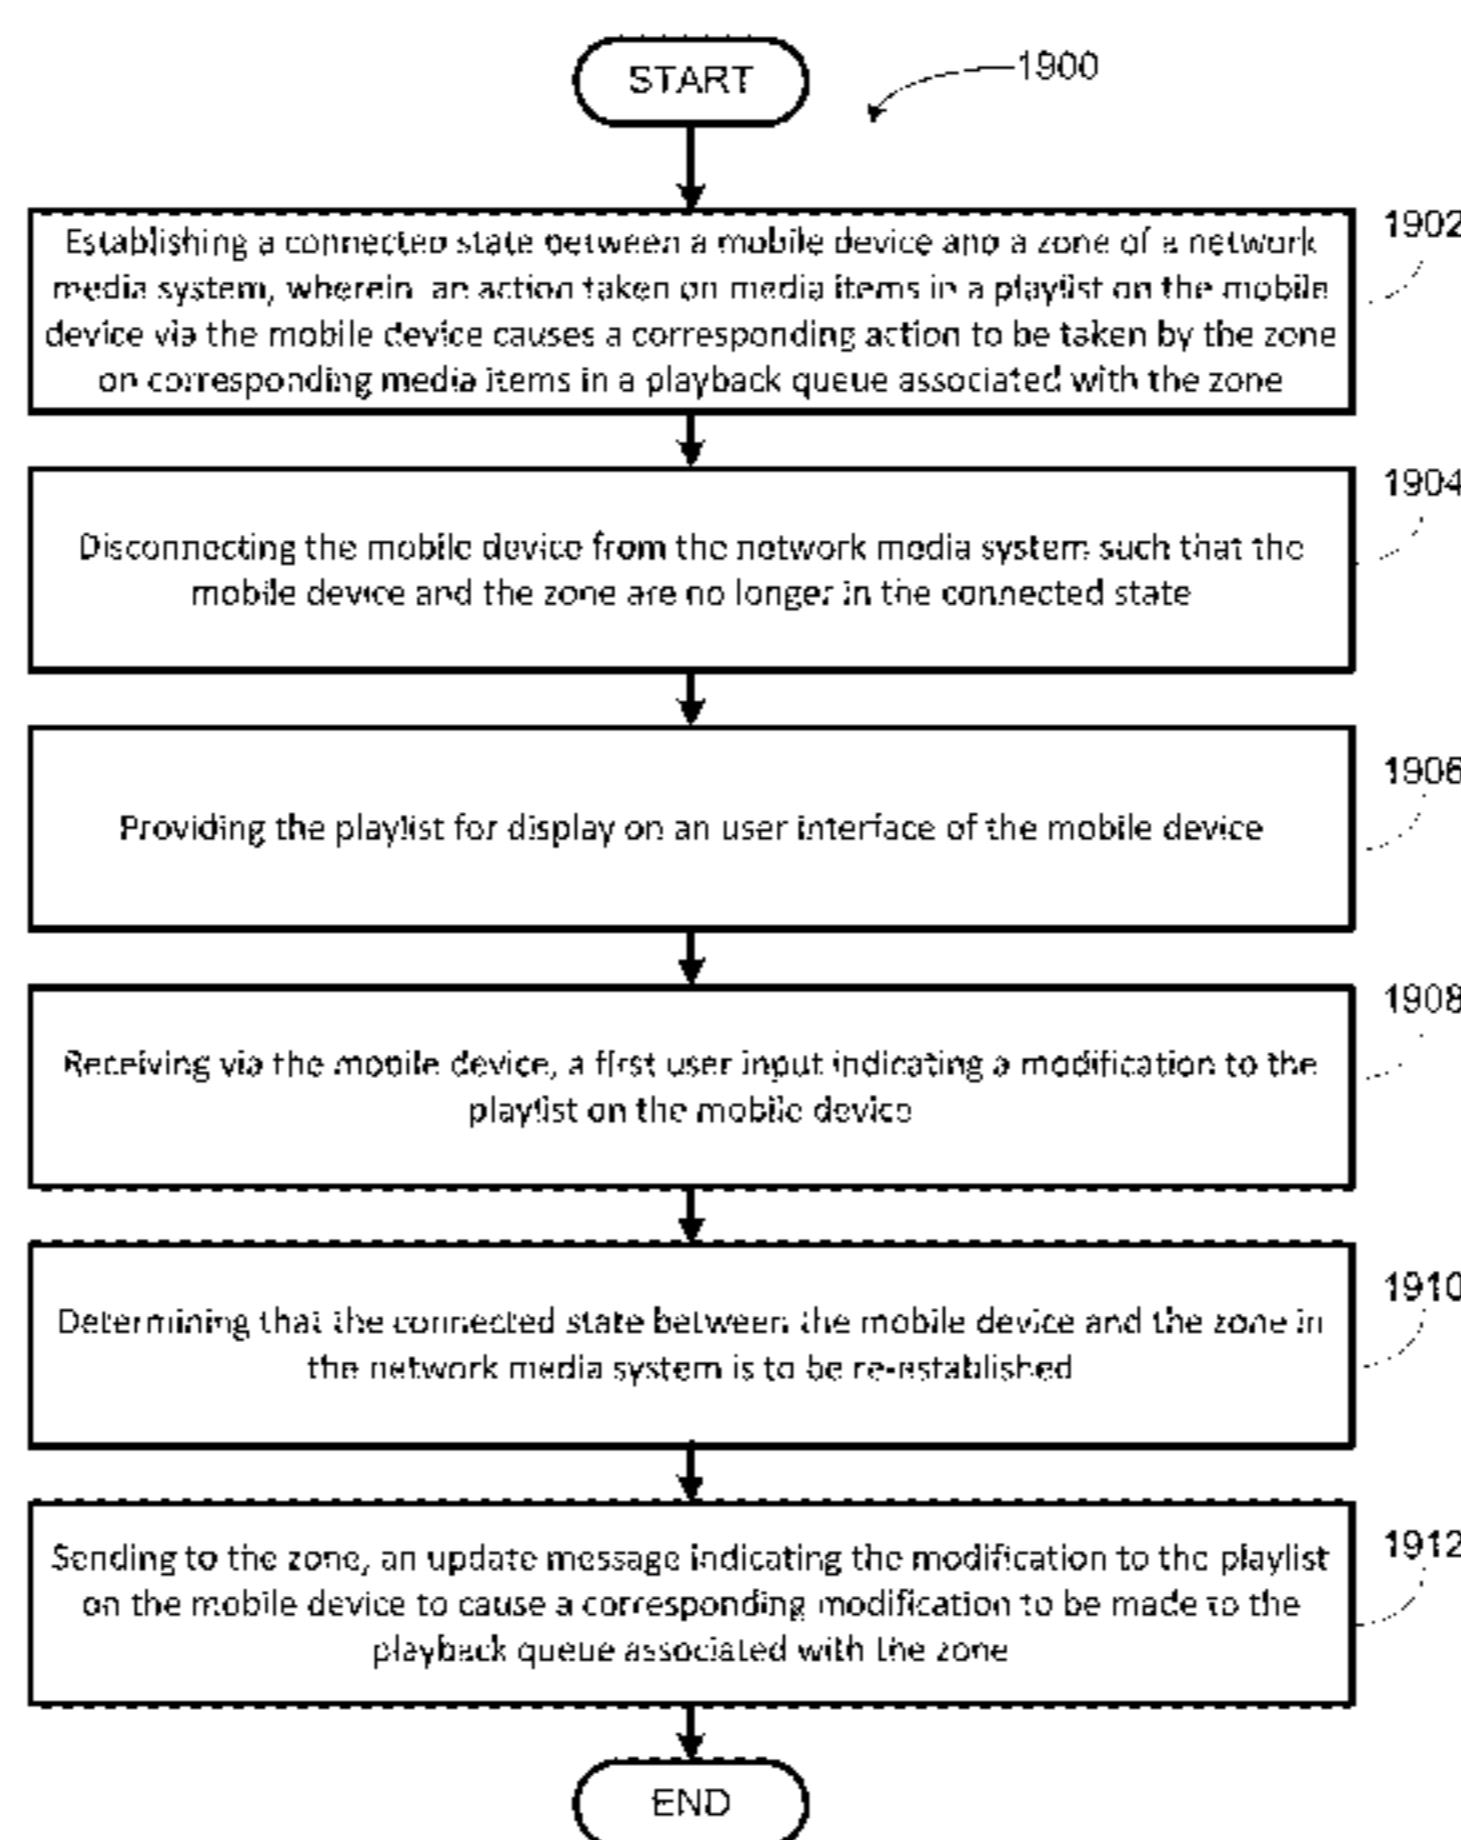 START
1900
1902
Establishing a connected state between a mobile device and a zone of a network
media system, wherein an action taken on media items in a playlist on the mobile
device via the mobile device causes a corresponding action to be taken by the zone
on corresponding media items in a playback queue associated with the zone
1904
Disconnecting the mobile device from the network media system such that the
mobile device and the zone are no longer in the connected state
1906
Providing the playlist for display on an user interface of the mobile device
1908
Receiving via the mobile device, a first user input indicating a modification to the
playlist on the mobile device
1910
Determining that the connected state between the mobile device and the zone in
the network media system is to be re-established
1912
Sending to the zone, an update message indicating the modification to the playlist
on the mobile device to cause a corresponding modification to be made to the
playback queue associated with the zone
END